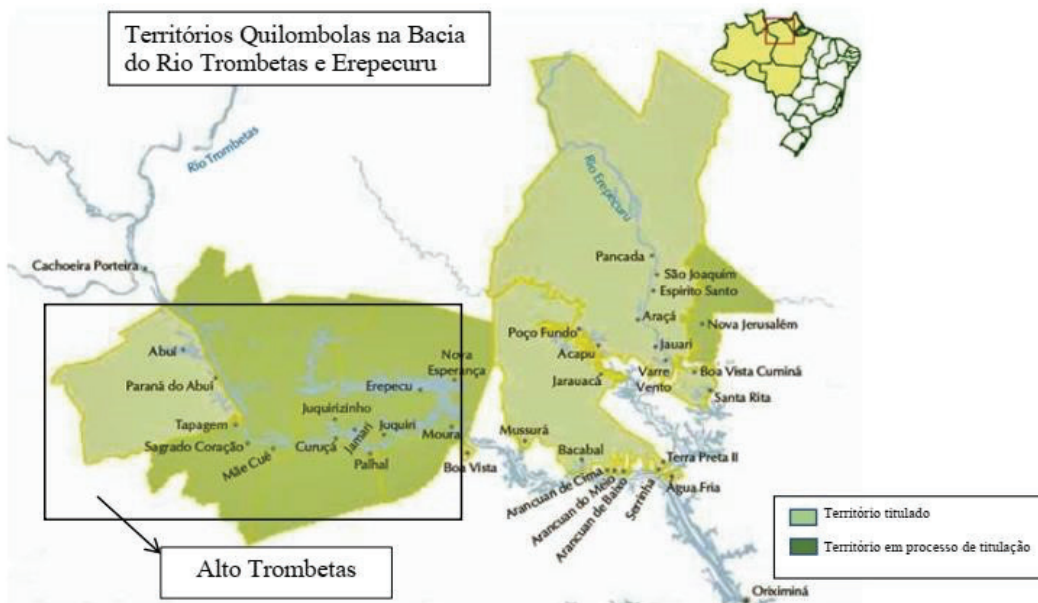 Territórios Quilombolas na Bacia
do Rio Trombetas e Erepecuru
Rio Trombetas
Rio Erepecuru
Cachoeira Porteira
Pancada
São Joaquim
Espirito Santo
Araçá
Nova Jerusalém
Poço Fundo
Acapu
Jauari
Jarauacá
Varre
Vento
Boa Vista Cuminá
Santa Rita
Abuí
Paraná do Abuí
Nova
Esperança
Erepecu
Tapagem
Juquirizinho
Sagrado Coração
Mãe Cué
Curuçá
Jamari
Juquiri
Palhal
Moura
Boa Vista
Mussurá
Bacabal
Arancuan de Cima
Arancuan do Meio
Arancuan de Baixo
Serrinha
Terra Preta II
Água Fria
Oriximiná
Alto Trombetas
Território titulado
Território em processo de titulação